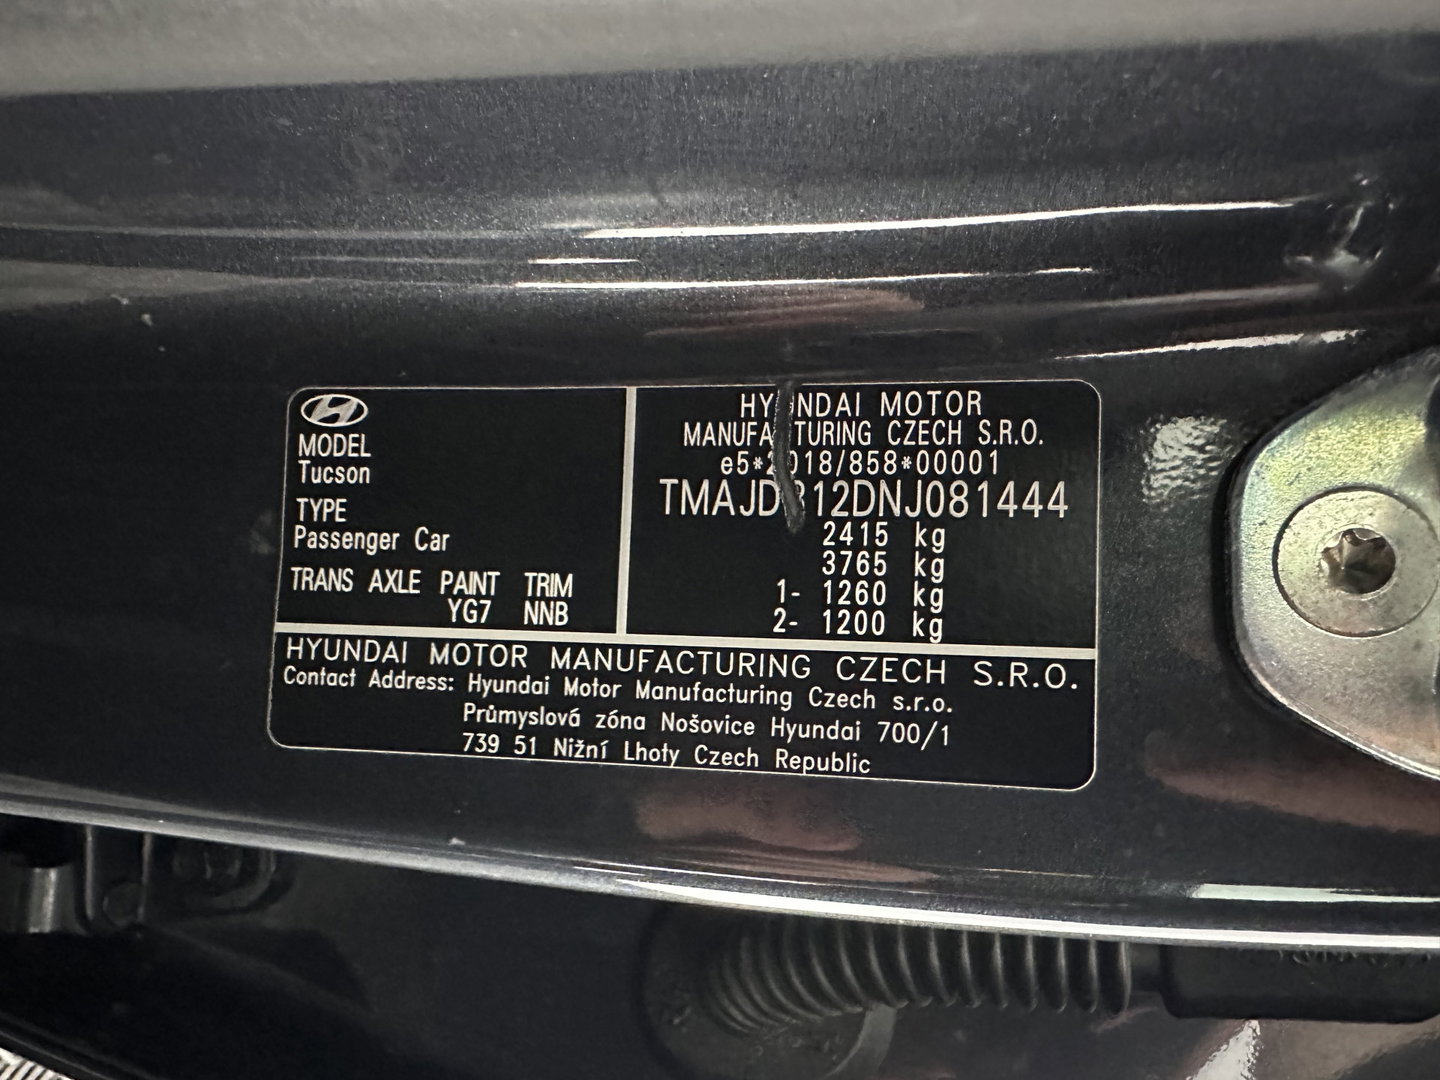 MODEL
Tucson
TYPE
Passenger Car
TRANS AXLE PAINT TRIM
YG7 NNB
HYUNDAI MOTOR
MANUFACTURING CZECH S.R.O.
e5*2018/858*00001
2415 kg
3765 kg
1- 1260 kg
2- 1200 kg
HYUNDAI MOTOR MANUFACTURING CZECH S.R.O.
Contact Address: Hyundai Motor Manufacturing Czech s.r.o.
Průmyslová zóna Nošovice Hyundai 700/1
739 51 Nižní Lhoty Czech Republic